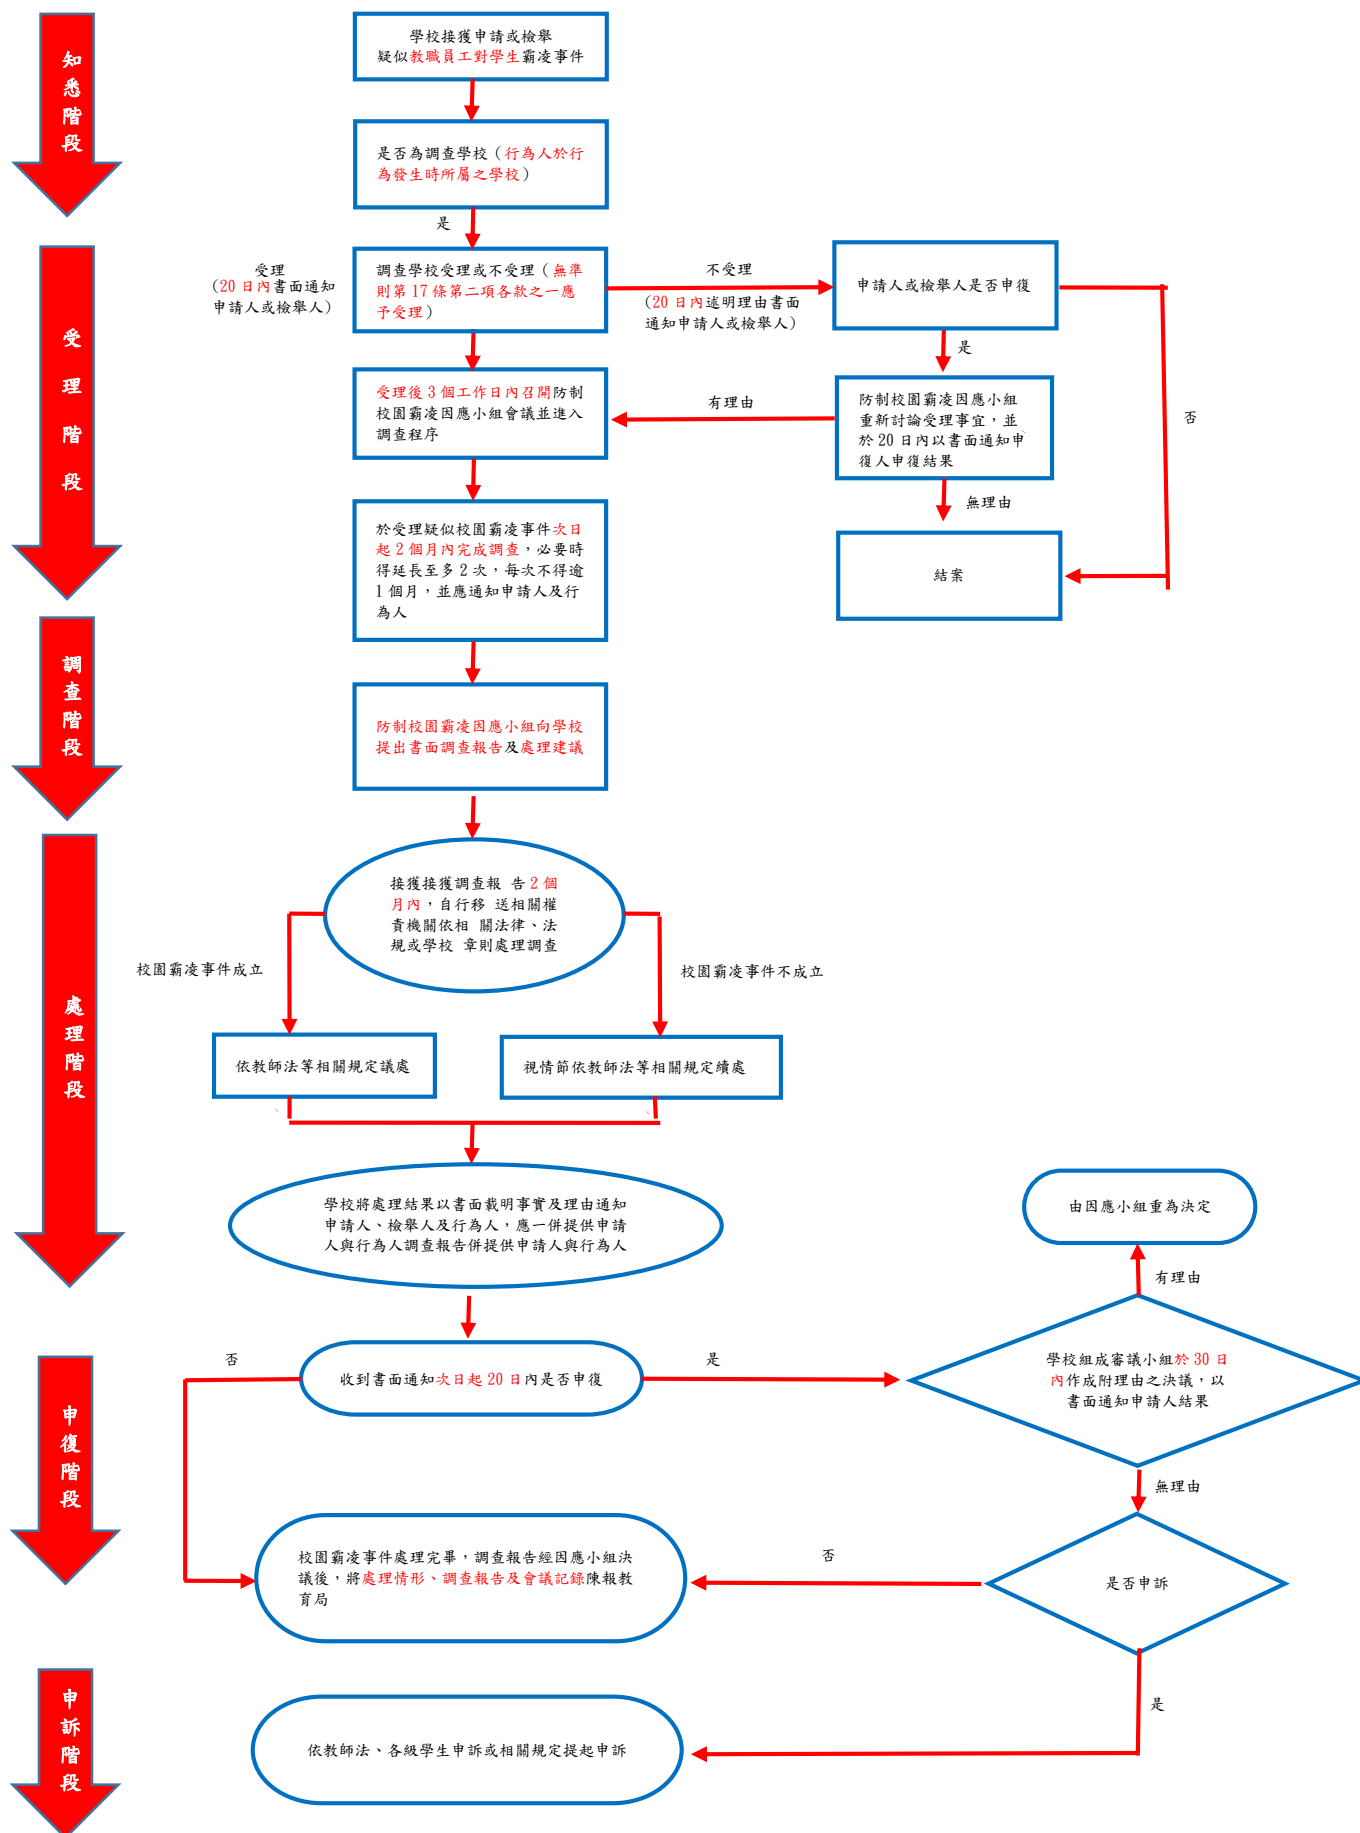 知悉階段
學校接獲申請或檢舉
疑似教職員工對學生霸凌事件
是否為調查學校（行為人於行
為發生時所屬之學校）
是
受理階段
受理
（20 日內書面通知
申請人或檢舉人）
調查學校受理或不受理（無準
則第 17 條第二項各款之一應
予受理）
不受理
（20 日內述明理由書面
通知申請人或檢舉人）
申請人或檢舉人是否申復
是
否
受理後 3 個工作日內召開防制
校園霸凌因應小組會議並進入
調查程序
有理由
防制校園霸凌因應小組
重新討論受理事宜，並
於 20 日內以書面通知申
復人申復結果
無理由
於受理疑似校園霸凌事件次日
起 2 個月內完成調查，必要時
得延長至多 2 次，每次不得逾
1 個月，並應通知申請人及行
為人
結案
調查階段
防制校園霸凌因應小組向學校
提出書面調查報告及處理建議
處理階段
接獲接獲調查報 告 2 個
月內，自行移 送相關權
責機關依相 關法律、法
規或學校 章則處理調查
校園霸凌事件成立
校園霸凌事件不成立
依教師法等相關規定議處
視情節依教師法等相關規定續處
學校將處理結果以書面載明事實及理由通知
申請人、檢舉人及行為人，應一併提供申請
人與行為人調查報告併提供申請人與行為人
由因應小組重為決定
有理由
申復階段
否
收到書面通知次日起 20 日內是否申復
是
學校組成審議小組於 30 日
內作成附理由之決議，以
書面通知申請人結果
無理由
校園霸凌事件處理完畢，調查報告經因應小組決
議後，將處理情形、調查報告及會議記錄陳報教
育局
否
是否申訴
是
申訴階段
依教師法、各級學生申訴或相關規定提起申訴